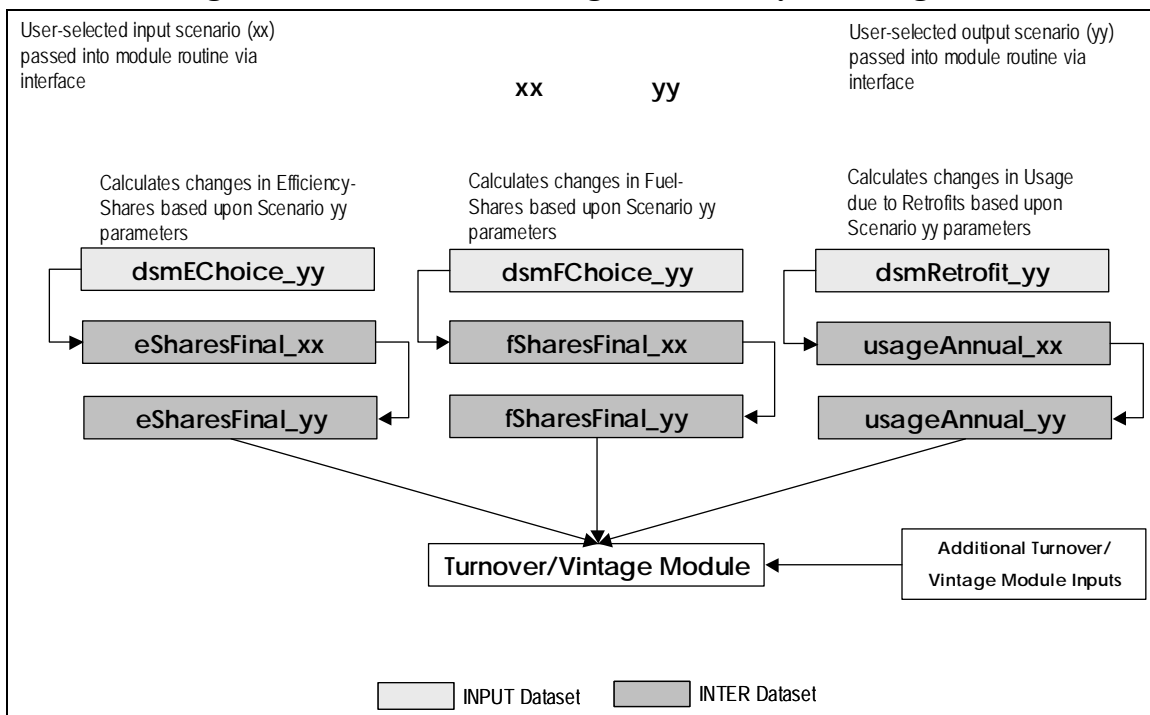 User-selected input scenario (xx)
passed into module routine via
interface
User-selected output scenario (yy)
passed into module routine via
interface
xx
yy
Calculates changes in Efficiency-
Shares based upon Scenario yy
parameters
Calculates changes in Fuel-
Shares based upon Scenario yy
parameters
Calculates changes in Usage
due to Retrofits based upon
Scenario yy parameters
dsmEChoice_yy
dsmFChoice_yy
dsmRetrofit_yy
eSharesFinal_xx
fSharesFinal_xx
usageAnnual_xx
eSharesFinal_yy
fSharesFinal_yy
usageAnnual_yy
Turnover/Vintage Module
Additional Turnover/
Vintage Module Inputs
INPUT Dataset
INTER Dataset